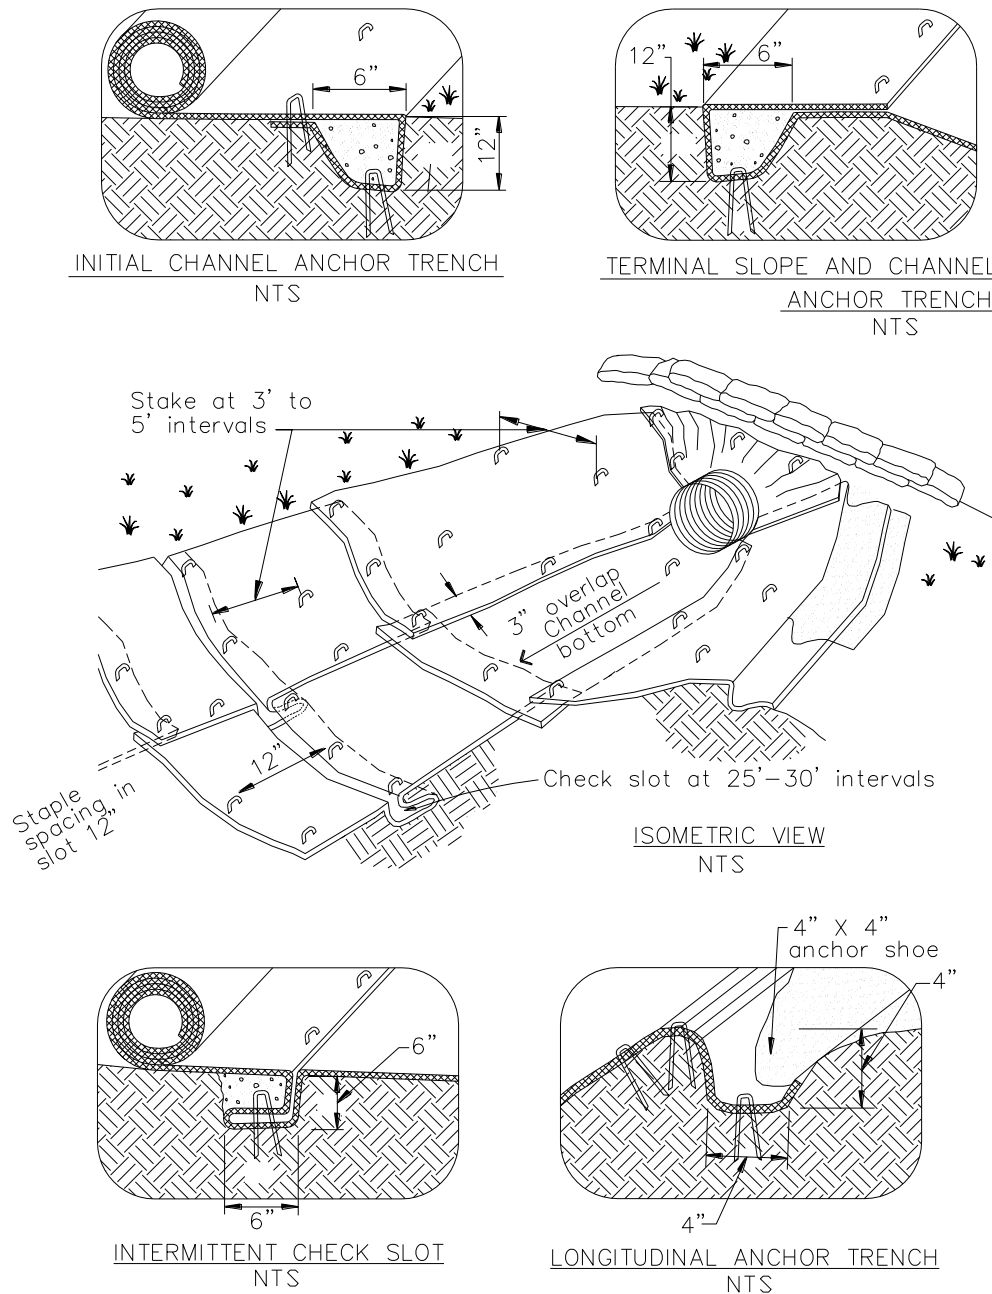 6"
12"
INITIAL CHANNEL ANCHOR TRENCH
NTS
12"
6"
TERMINAL SLOPE AND CHANNEL
ANCHOR TRENCH
NTS
Stake at 3' to
5' intervals
3" overlap
Channel
bottom
12"
Staple
spacing in
slot 12"
Check slot at 25'-30' intervals
ISOMETRIC VIEW
NTS
6"
6"
INTERMITTENT CHECK SLOT
NTS
4" X 4"
anchor shoe
4"
4"
LONGITUDINAL ANCHOR TRENCH
NTS